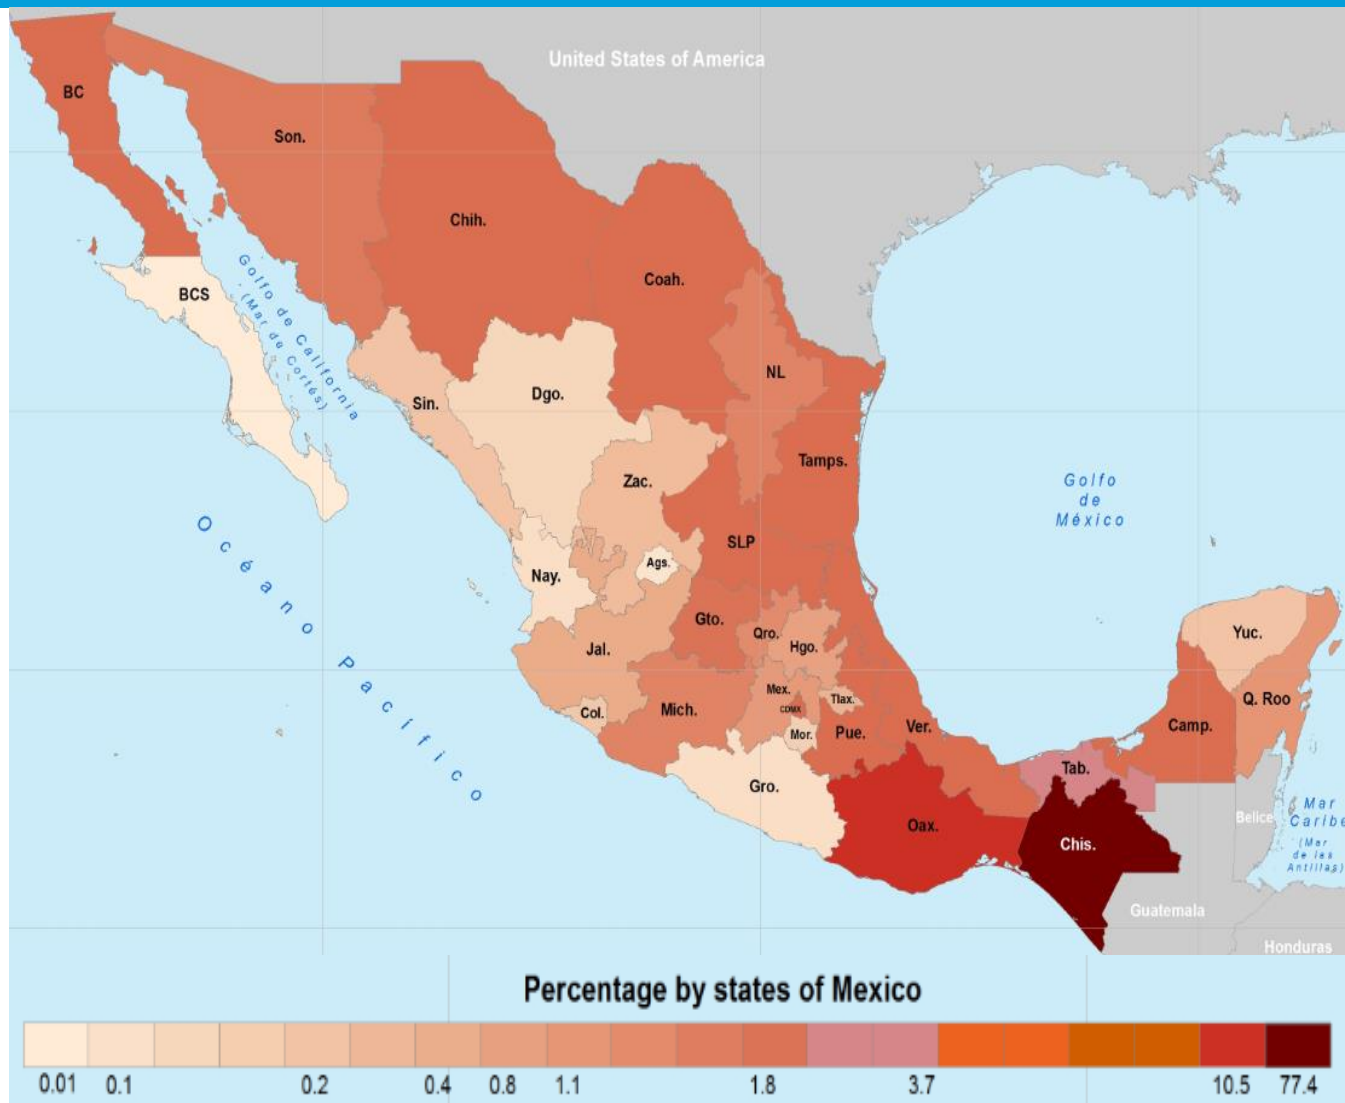 United States of America
BC
Son.
Chih.
Coah.
BCS
Golfo de California
(Mar de Cortés)
NL
Dgo.
Sin.
Tamps.
Zac.
Golfo
de
México
SLP
Océano Pacífico
Ags.
Nay.
Gto.
Qro.
Hgo.
Yuc.
Jal.
Mex.
Tlax.
Q. Roo
CDMX
Col.
Mich.
Mor.
Pue.
Ver.
Camp.
Tab.
Gro.
Oax.
Chis.
Belice
Mar
Caribe
(Mar
de las
Antillas)
Guatemala
Honduras
Percentage by states of Mexico
0.01 0.1 0.2 0.4 0.8 1.1 1.8 3.7 10.5 77.4